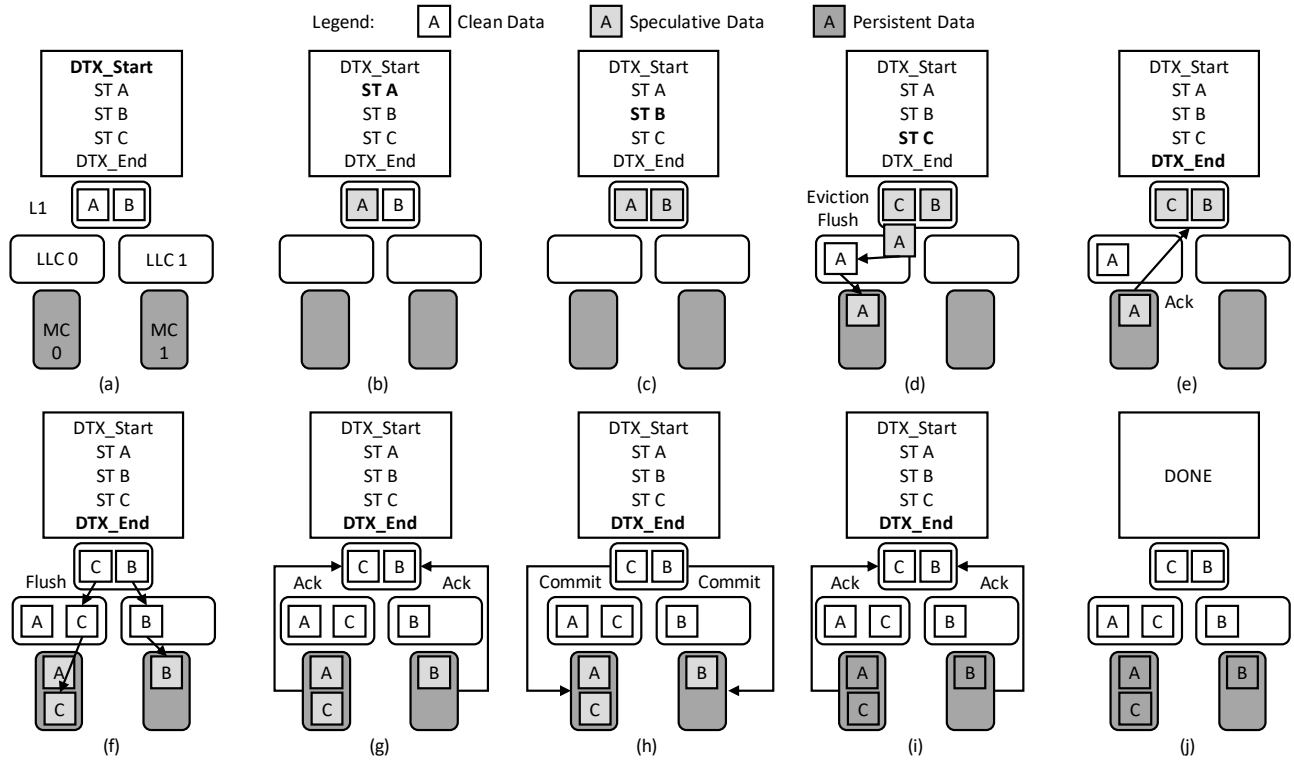 Legend: A Clean Data A Speculative Data A Persistent Data
DTX_Start
ST A
ST B
ST C
DTX_End
L1
A B
LLC 0 LLC 1
MC
0
MC
1
(a)
DTX_Start
ST A
ST B
ST C
DTX_End
A B
(b)
DTX_Start
ST A
ST B
ST C
DTX_End
A B
(c)
DTX_Start
ST A
ST B
ST C
DTX_End
Eviction
Flush
C B
A
A
A
(d)
DTX_Start
ST A
ST B
ST C
DTX_End
C B
A
A
Ack
(e)
DTX_Start
ST A
ST B
ST C
DTX_End
C B
Flush
A C B
A B
C
(f)
DTX_Start
ST A
ST B
ST C
DTX_End
C B
Ack Ack
A C B
A B
C
(g)
DTX_Start
ST A
ST B
ST C
DTX_End
C B
Commit Commit
A C B
A B
C
(h)
DTX_Start
ST A
ST B
ST C
DTX_End
C B
Ack Ack
A C B
A B
C
(i)
DONE
C B
A C B
A B
C
(j)